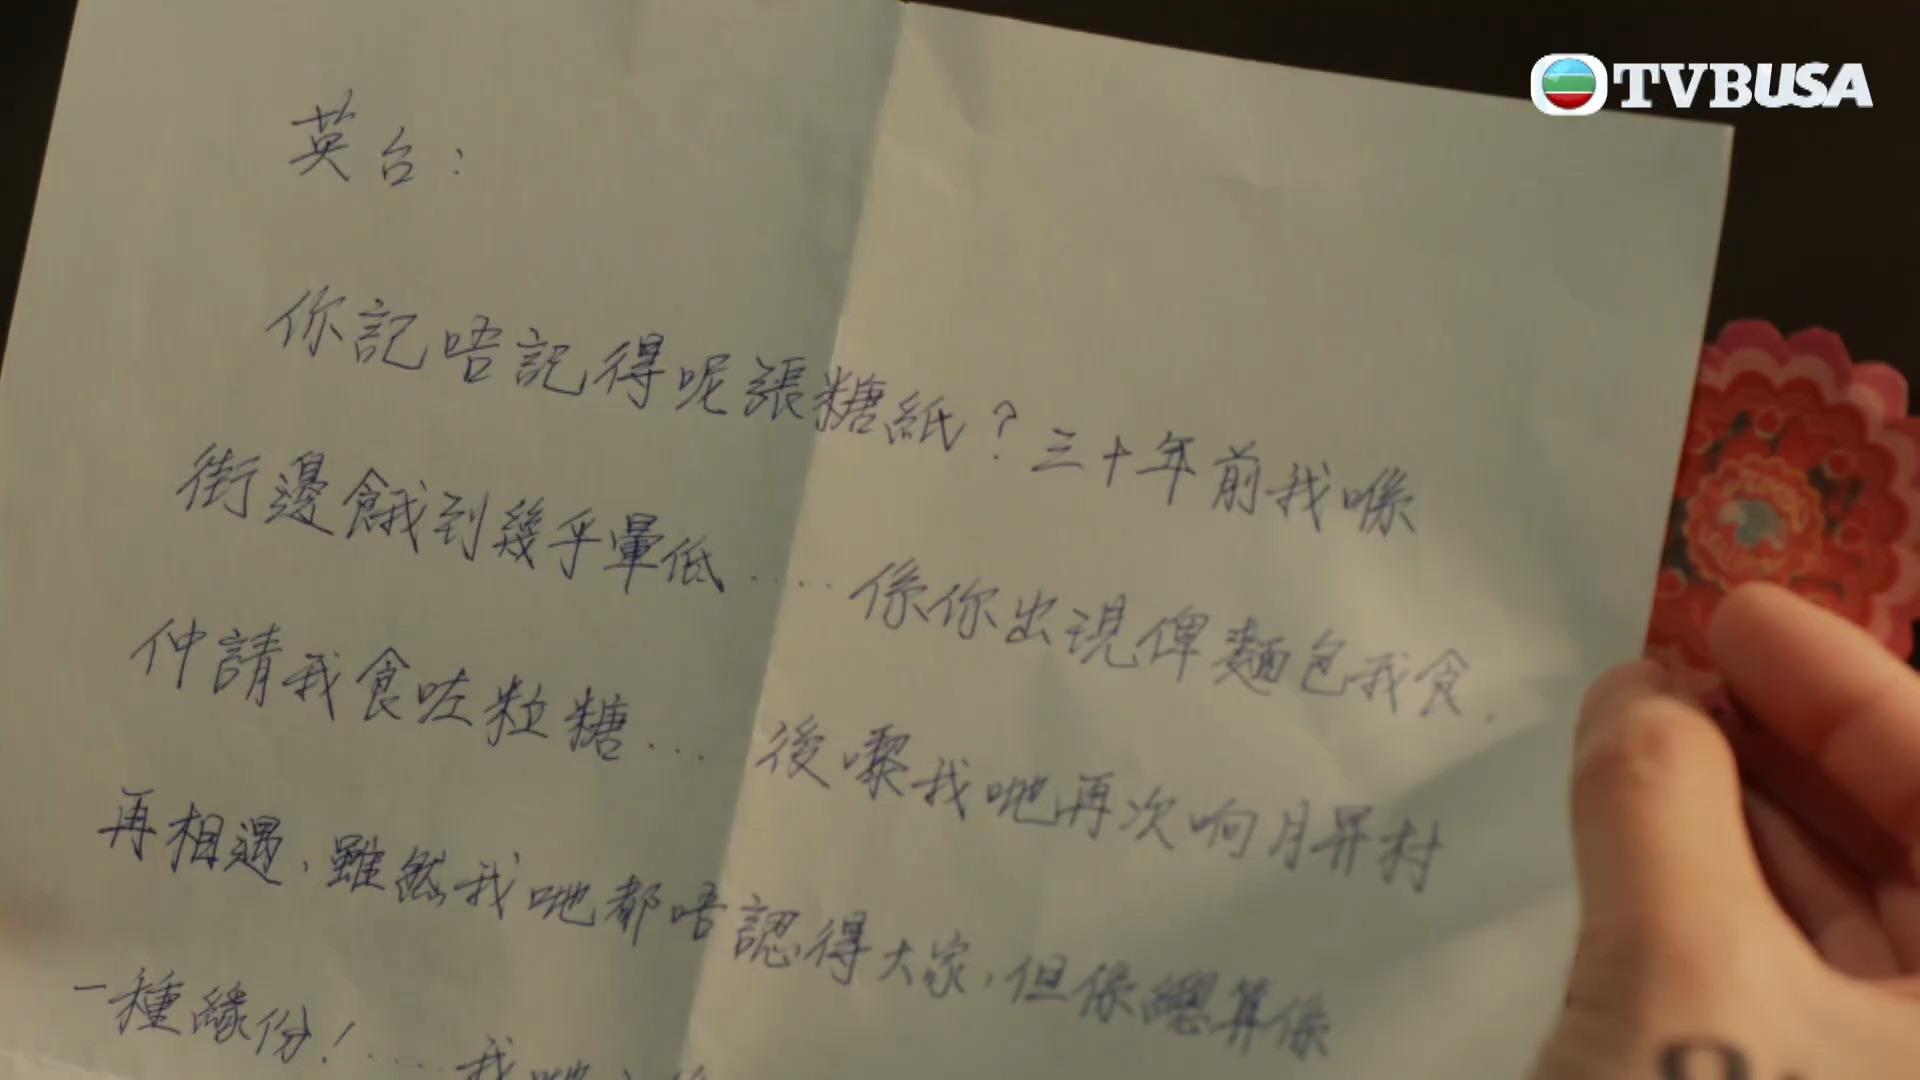 TVBUSA
英台：
你記唔記得呢張糖紙？三十年前我喺
街邊餓到幾乎暈低……係你出現俾麵包我食，
仲請我食咗粒糖…後嚟我哋再次响月昇村
再相遇，雖然我哋都唔認得大家，但係總算係
一種緣份！……我哋